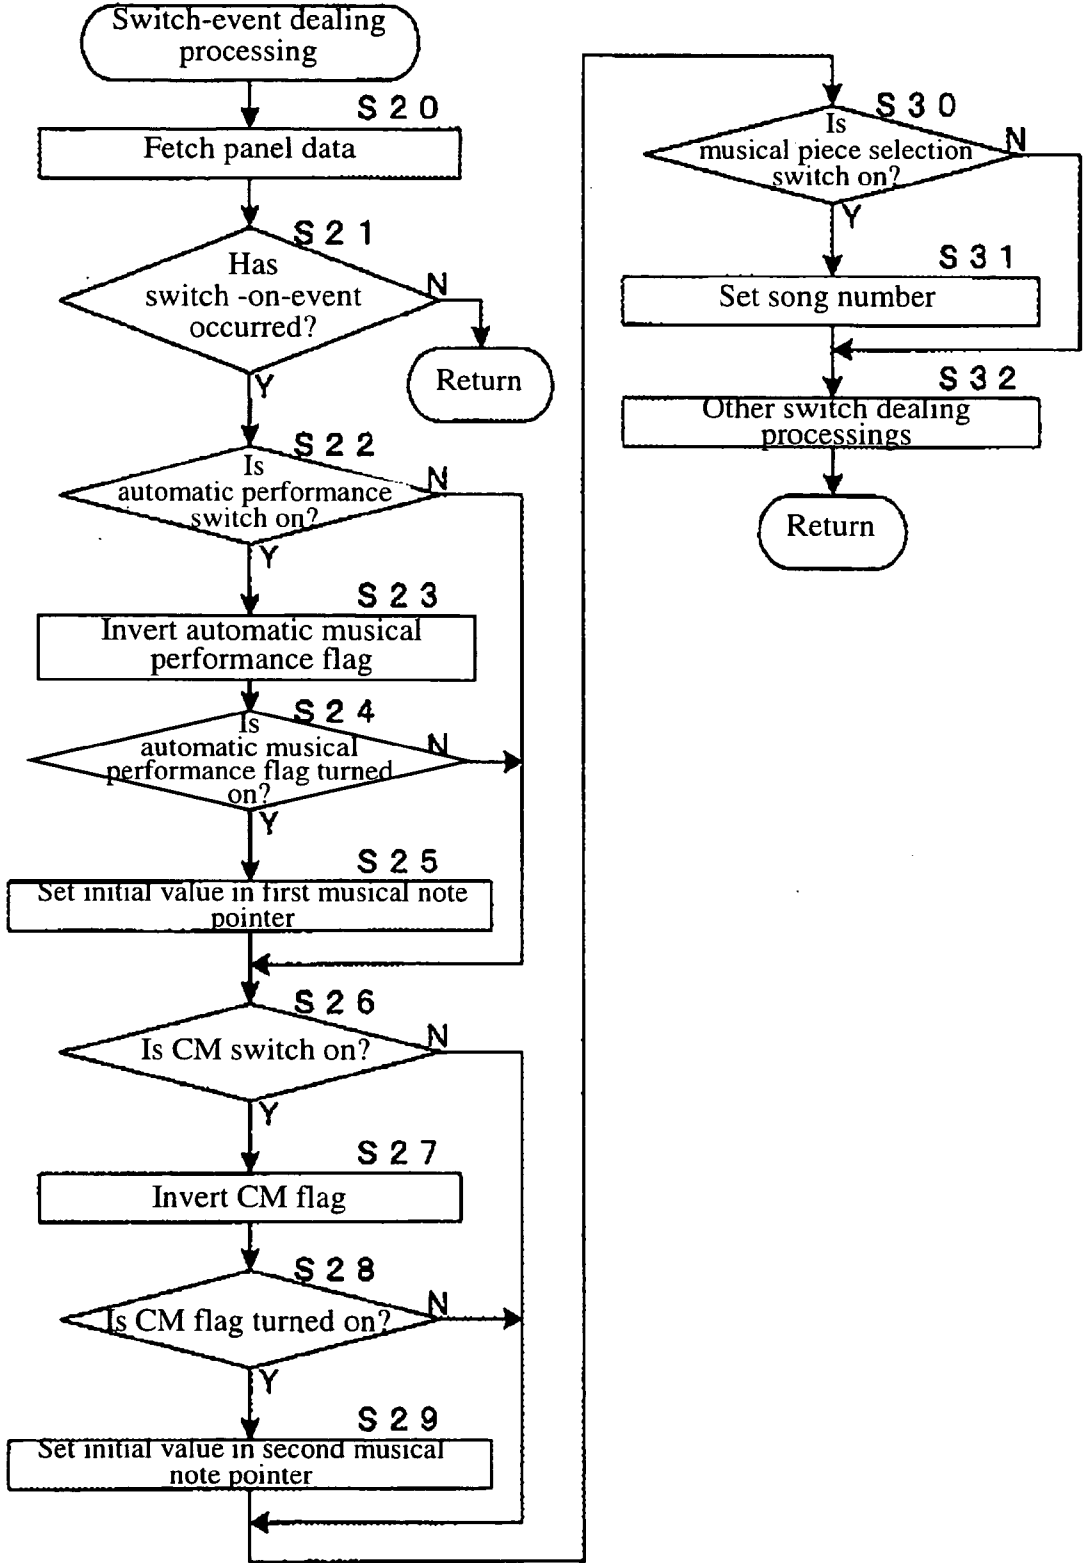 Switch-event dealing
processing
S20
Fetch panel data
S21
Has
switch -on-event
occurred?
N
Y
Return
S22
Is
automatic performance
switch on?
N
Y
S23
Invert automatic musical
performance flag
S24
Is
automatic musical
performance flag turned
on?
N
Y
S25
Set initial value in first musical note
pointer
S26
Is CM switch on?
N
Y
S27
Invert CM flag
S28
Is CM flag turned on?
N
Y
S29
Set initial value in second musical
note pointer
S30
Is
musical piece selection
switch on?
N
Y
S31
Set song number
S32
Other switch dealing
processings
Return